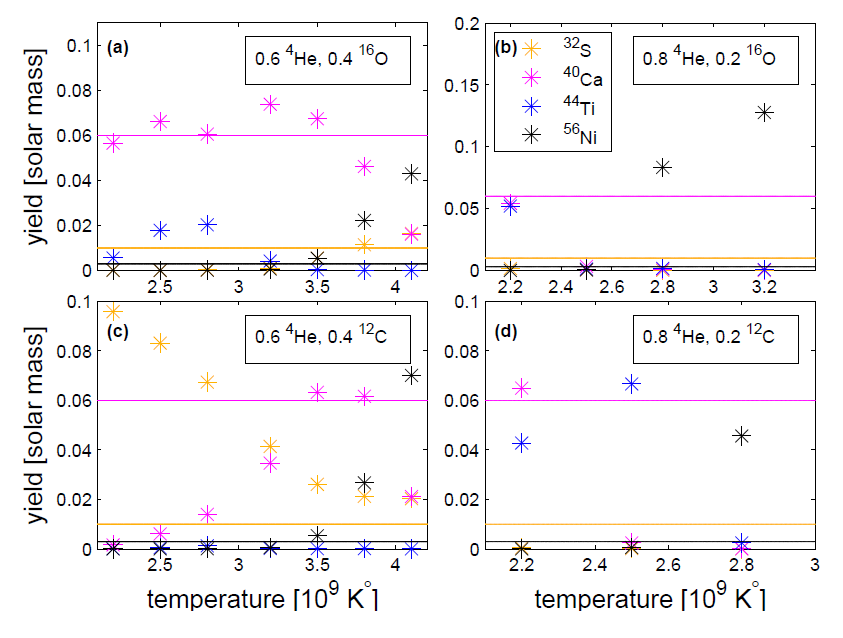 (a)
0.6 ⁴He, 0.4 ¹⁶O
0.1
0.08
0.06
0.04
0.02
0
2.5
3
3.5
4
yield [solar mass]
(b)
³²S
⁴⁰Ca
⁴⁴Ti
⁵⁶Ni
0.8 ⁴He, 0.2 ¹⁶O
0.2
0.15
0.1
0.05
0
2.2
2.4
2.6
2.8
3
3.2
(c)
0.6 ⁴He, 0.4 ¹²C
0.1
0.08
0.06
0.04
0.02
0
2.5
3
3.5
4
yield [solar mass]
temperature [10⁹ K°]
(d)
0.8 ⁴He, 0.2 ¹²C
0.1
0.08
0.06
0.04
0.02
0
2.2
2.4
2.6
2.8
3
temperature [10⁹ K°]